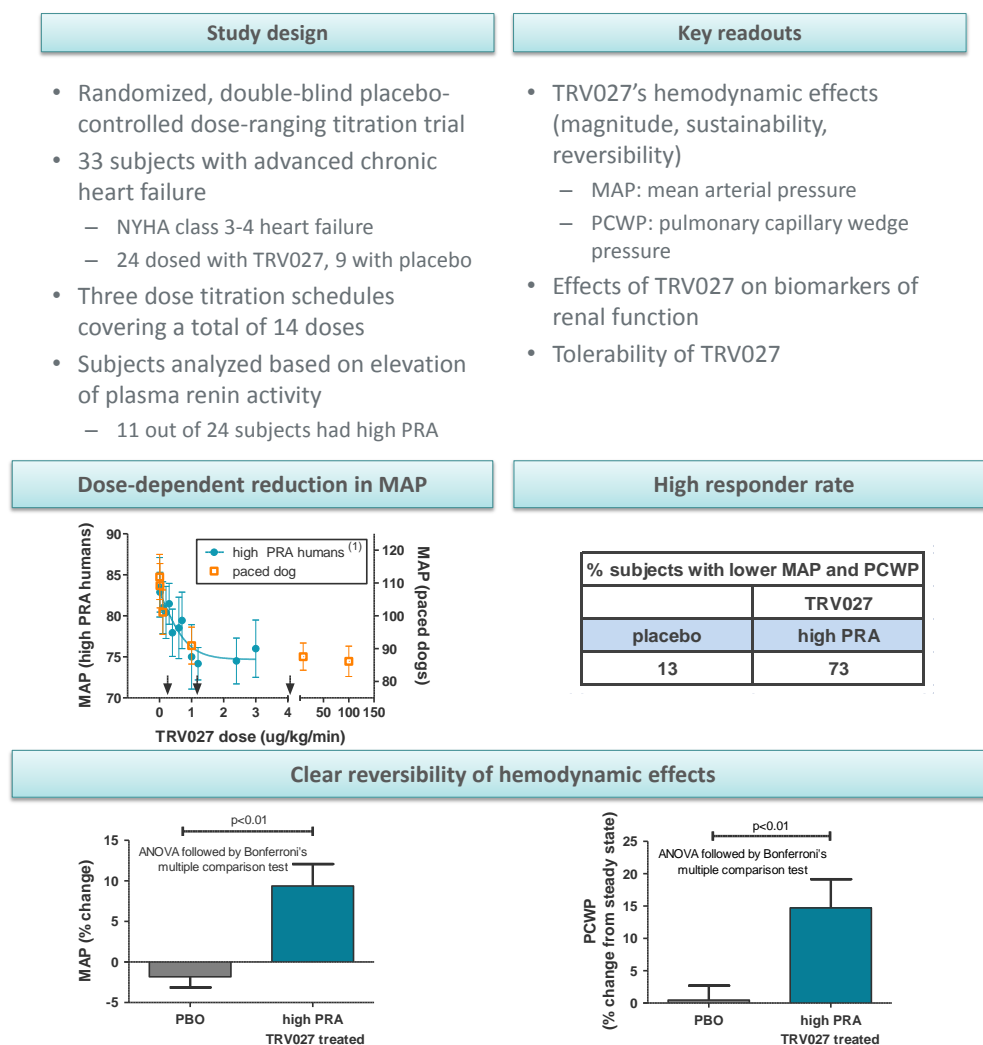 Study design
• Randomized, double-blind placebo-
controlled dose-ranging titration trial
• 33 subjects with advanced chronic
heart failure
– NYHA class 3-4 heart failure
– 24 dosed with TRV027, 9 with placebo
• Three dose titration schedules
covering a total of 14 doses
• Subjects analyzed based on elevation
of plasma renin activity
– 11 out of 24 subjects had high PRA
Key readouts
• TRV027’s hemodynamic effects
(magnitude, sustainability,
reversibility)
– MAP: mean arterial pressure
– PCWP: pulmonary capillary wedge
pressure
• Effects of TRV027 on biomarkers of
renal function
• Tolerability of TRV027
Dose-dependent reduction in MAP
MAP (high PRA humans)
90
85
80
75
70
high PRA humans (1)
paced dog
120
110
100
90
80
MAP (paced dogs)
0 1 2 3 4 50 100 150
TRV027 dose (ug/kg/min)
High responder rate
% subjects with lower MAP and PCWP
TRV027
placebo high PRA
13 73
Clear reversibility of hemodynamic effects
MAP (% change)
15
10
5
0
-5
p<0.01
ANOVA followed by Bonferroni's
multiple comparison test
PBO high PRA
TRV027 treated
PCWP
(% change from steady state)
25
20
15
10
5
0
p<0.01
ANOVA followed by Bonferroni's
multiple comparison test
PBO high PRA
TRV027 treated